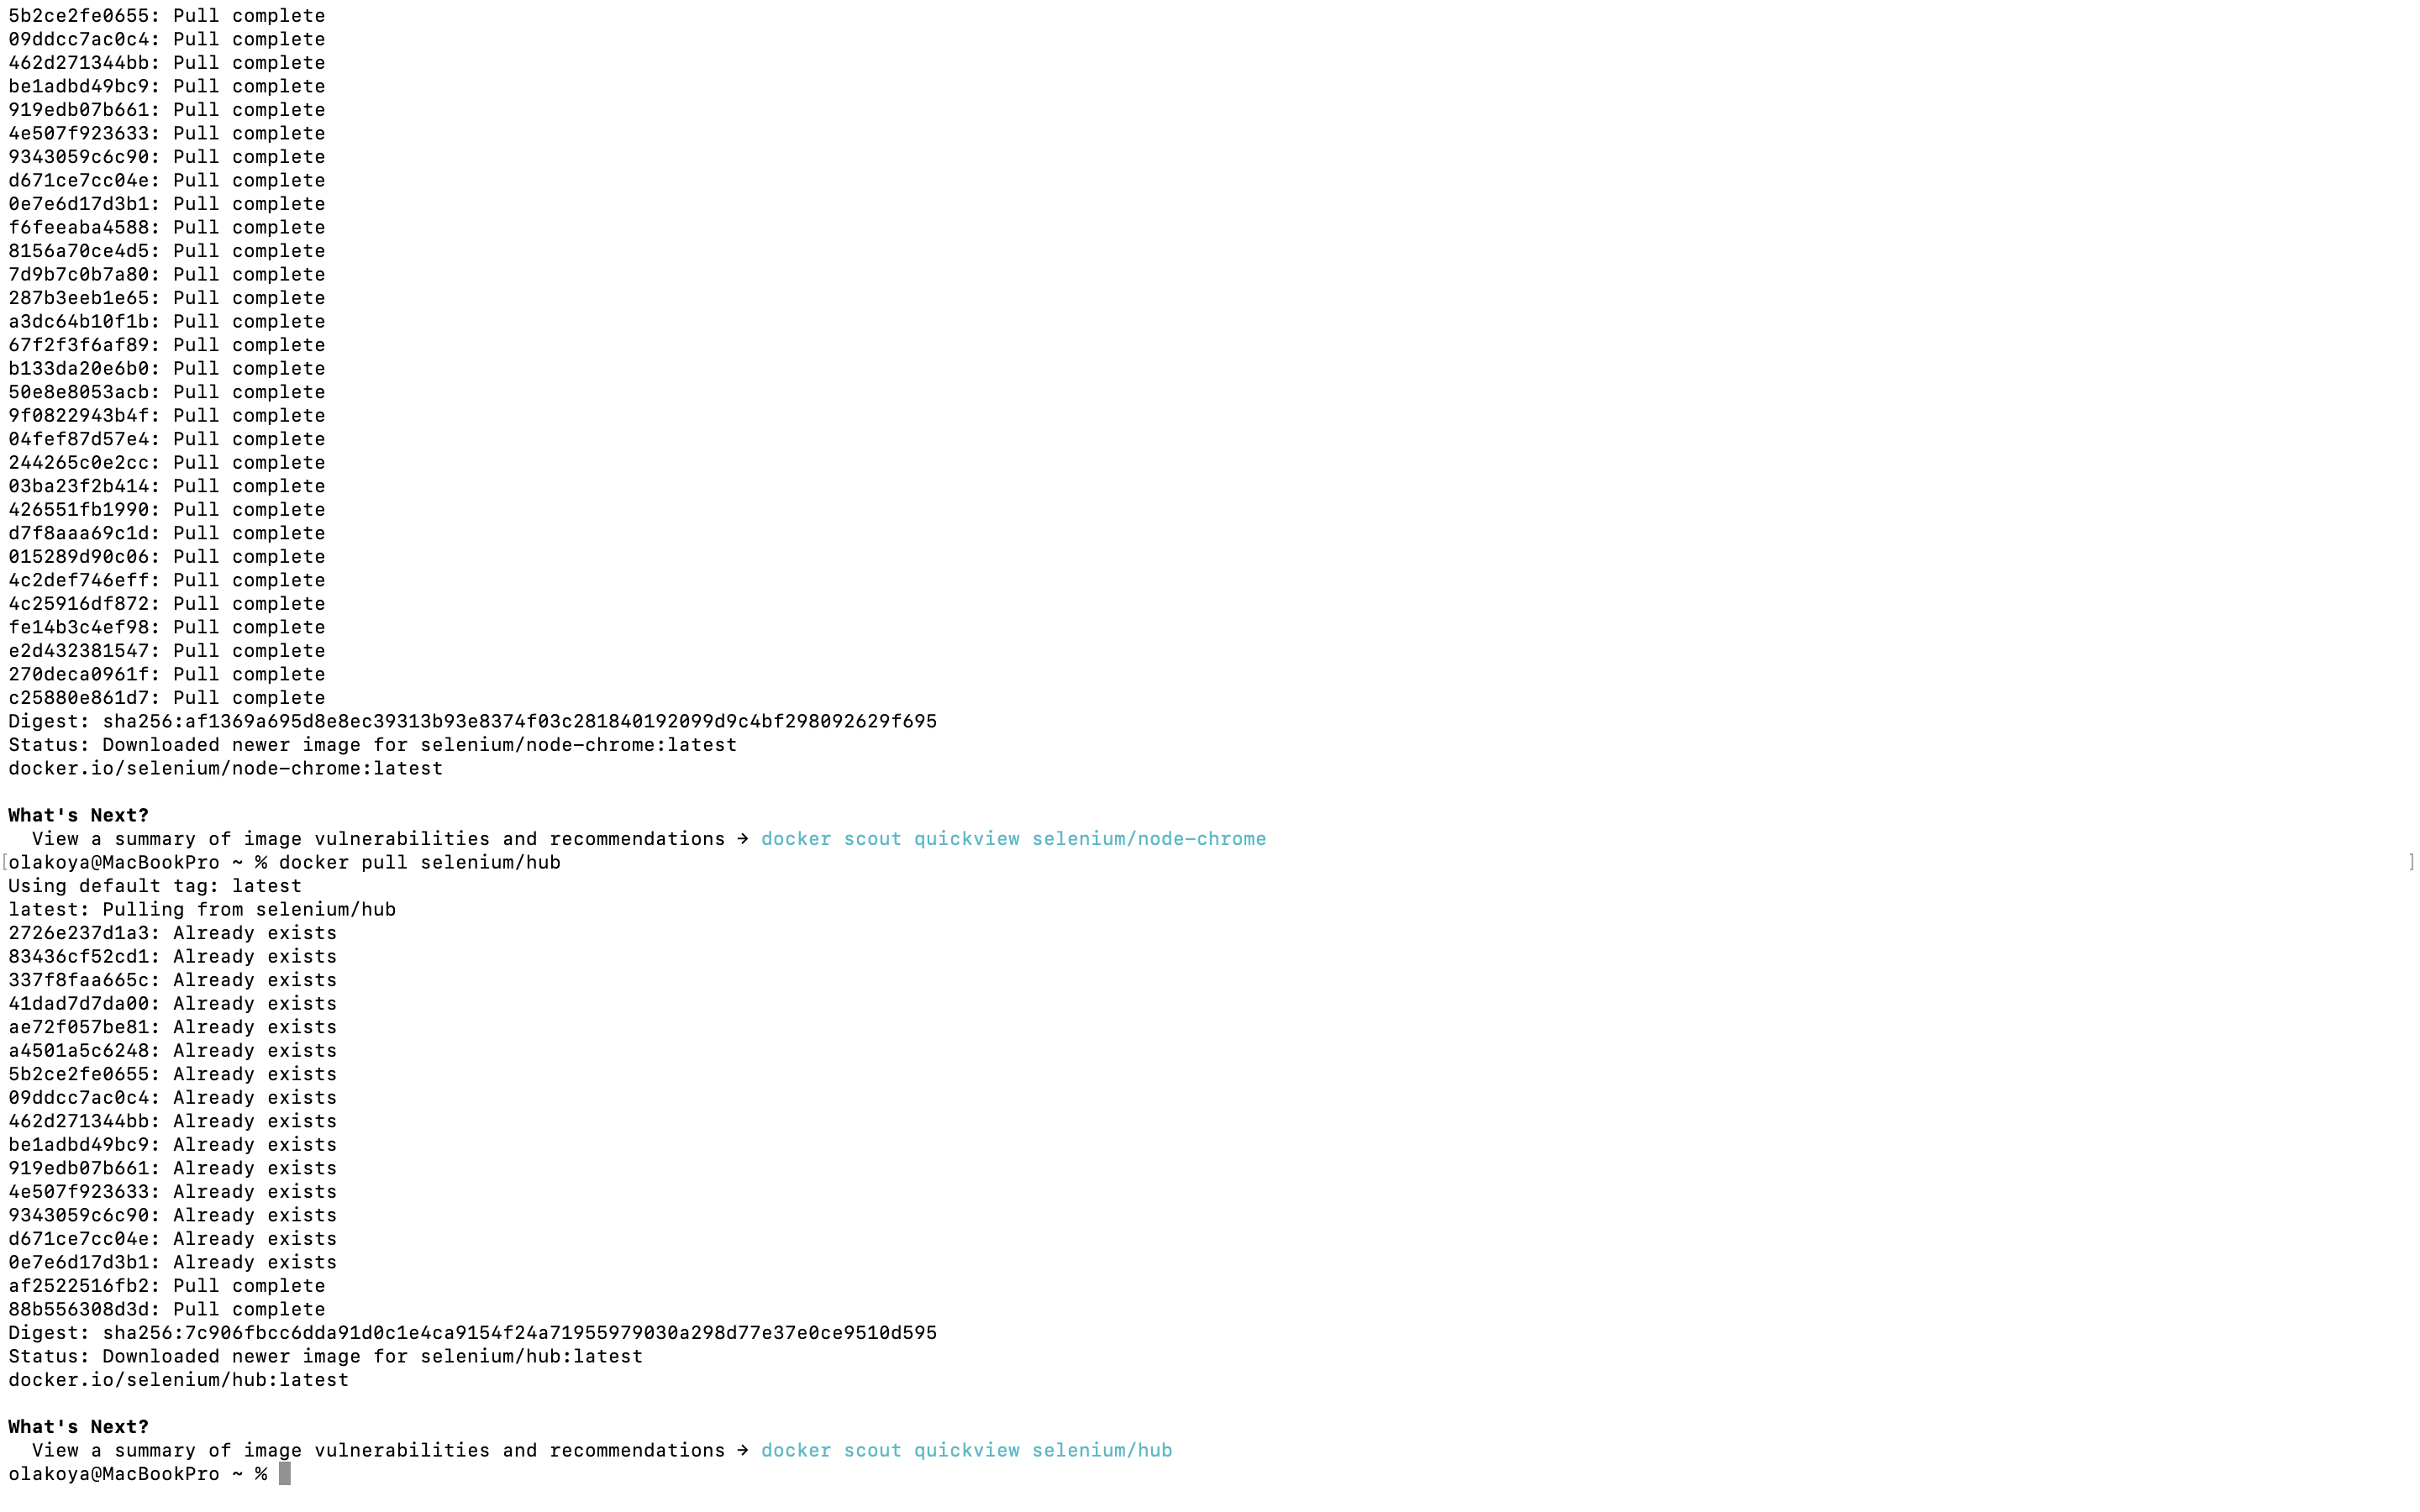 5b2ce2fe0655: Pull complete
09ddcc7ac0c4: Pull complete
462d271344bb: Pull complete
be1adbd49bc9: Pull complete
919edb07b661: Pull complete
4e507f923633: Pull complete
9343059c6c90: Pull complete
d671ce7cc04e: Pull complete
0e7e6d17d3b1: Pull complete
f6feeaba4588: Pull complete
8156a70ce4d5: Pull complete
7d9b7c0b7a80: Pull complete
287b3eeb1e65: Pull complete
a3dc64b10f1b: Pull complete
67f2f3f6af89: Pull complete
b133da20e6b0: Pull complete
50e8e8053acb: Pull complete
9f0822943b4f: Pull complete
04fef87d57e4: Pull complete
244265c0e2cc: Pull complete
03ba23f2b414: Pull complete
426551fb1990: Pull complete
d7f8aaa69c1d: Pull complete
015289d90c06: Pull complete
4c2def746eff: Pull complete
4c25916df872: Pull complete
fe14b3c4ef98: Pull complete
e2d432381547: Pull complete
270deca0961f: Pull complete
c25880e861d7: Pull complete
Digest: sha256:af1369a695d8e8ec39313b93e8374f03c281840192099d9c4bf298092629f695
Status: Downloaded newer image for selenium/node-chrome:latest
docker.io/selenium/node-chrome:latest
What's Next?
View a summary of image vulnerabilities and recommendations → docker scout quickview selenium/node-chrome
[olakoya@MacBookPro ~ % docker pull selenium/hub ]
Using default tag: latest
latest: Pulling from selenium/hub
2726e237d1a3: Already exists
83436cf52cd1: Already exists
337f8faa665c: Already exists
41dad7d7da00: Already exists
ae72f057be81: Already exists
a4501a5c6248: Already exists
5b2ce2fe0655: Already exists
09ddcc7ac0c4: Already exists
462d271344bb: Already exists
be1adbd49bc9: Already exists
919edb07b661: Already exists
4e507f923633: Already exists
9343059c6c90: Already exists
d671ce7cc04e: Already exists
0e7e6d17d3b1: Already exists
af2522516fb2: Pull complete
88b556308d3d: Pull complete
Digest: sha256:7c906fbcc6dda91d0c1e4ca9154f24a71955979030a298d77e37e0ce9510d595
Status: Downloaded newer image for selenium/hub:latest
docker.io/selenium/hub:latest
What's Next?
View a summary of image vulnerabilities and recommendations → docker scout quickview selenium/hub
olakoya@MacBookPro ~ %